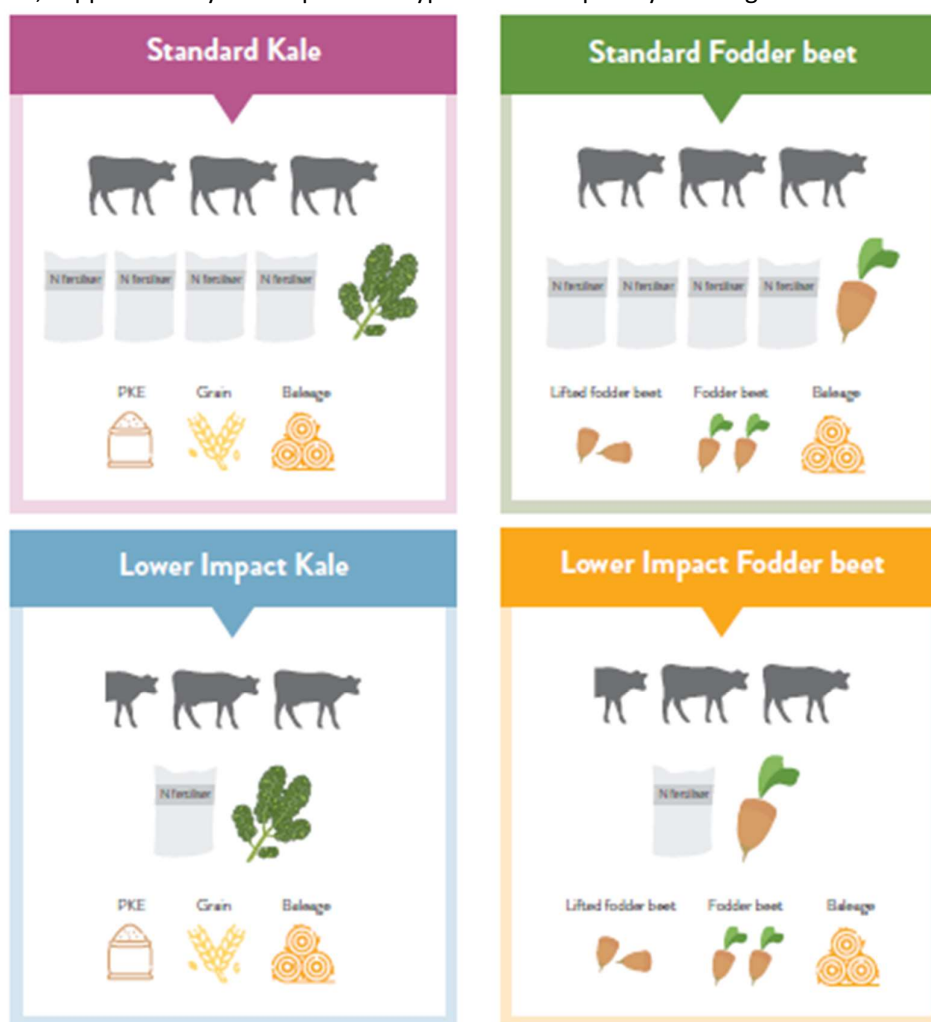 Standard Kale
Standard Fodder beet
N fertiliser N fertiliser N fertiliser N fertiliser
N fertiliser N fertiliser N fertiliser N fertiliser
PKE Grain Baleage
Lifted fodder beet Fodder beet Baleage
Lower Impact Kale
Lower Impact Fodder beet
N fertiliser
N fertiliser
PKE Grain Baleage
Lifted fodder beet Fodder beet Baleage